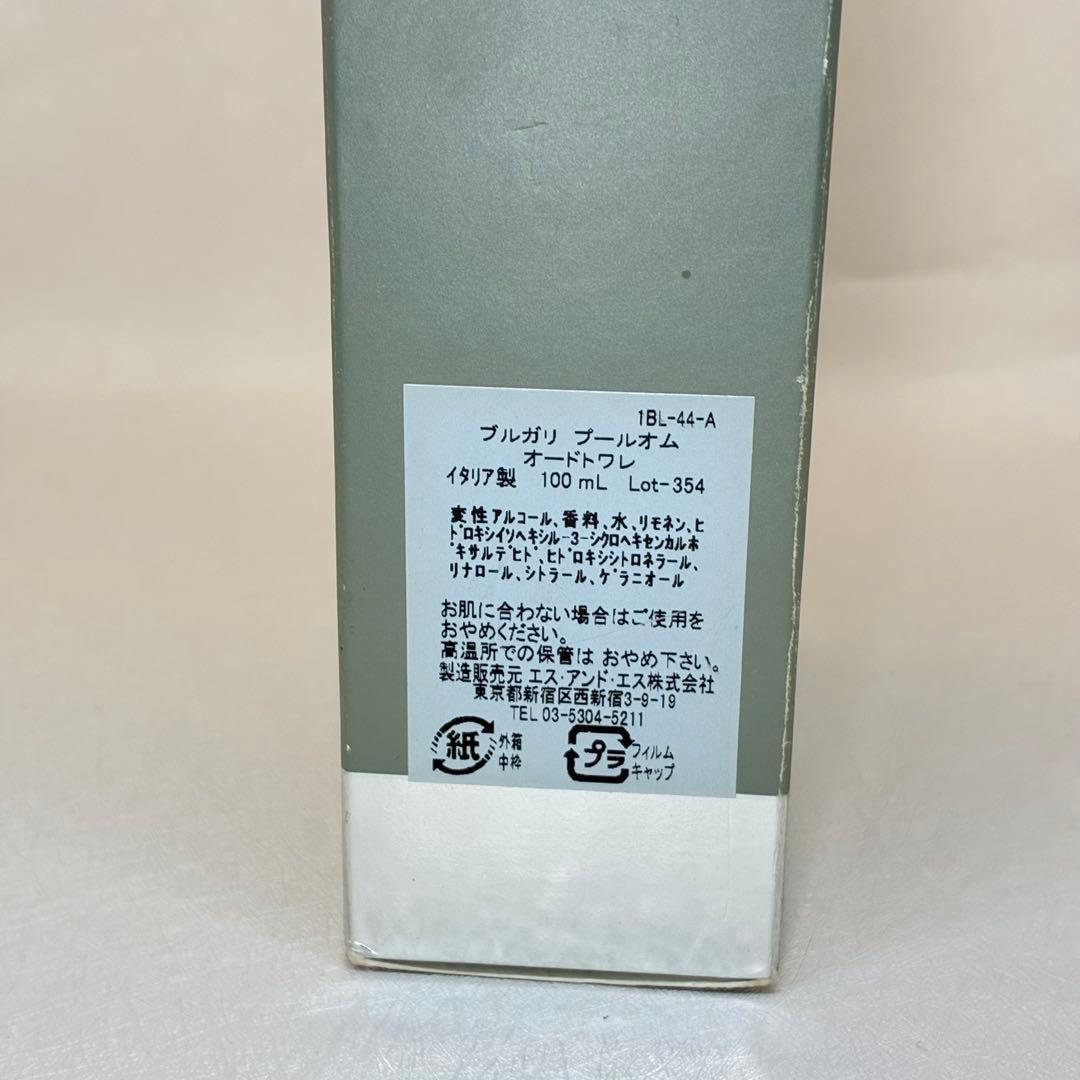 1BL-44-A
ブルガリ プールオム
オードトワレ
イタリア製 100 mL Lot-354
変性アルコール、香料、水、リモネン、ヒ
ドロキシイソヘキシル-3-シクロヘキセンカルボ
キサルデヒド、ヒドロキシシトロネラール、
リナロール、シトラール、ゲラニオール
お肌に合わない場合はご使用を
おやめください。
高温所での保管は おやめ下さい。
製造販売元 エス・アンド・エス株式会社
東京都新宿区西新宿3-9-19
TEL 03-5304-5211
紙 外箱
中枠
プラ フィルム
キャップ